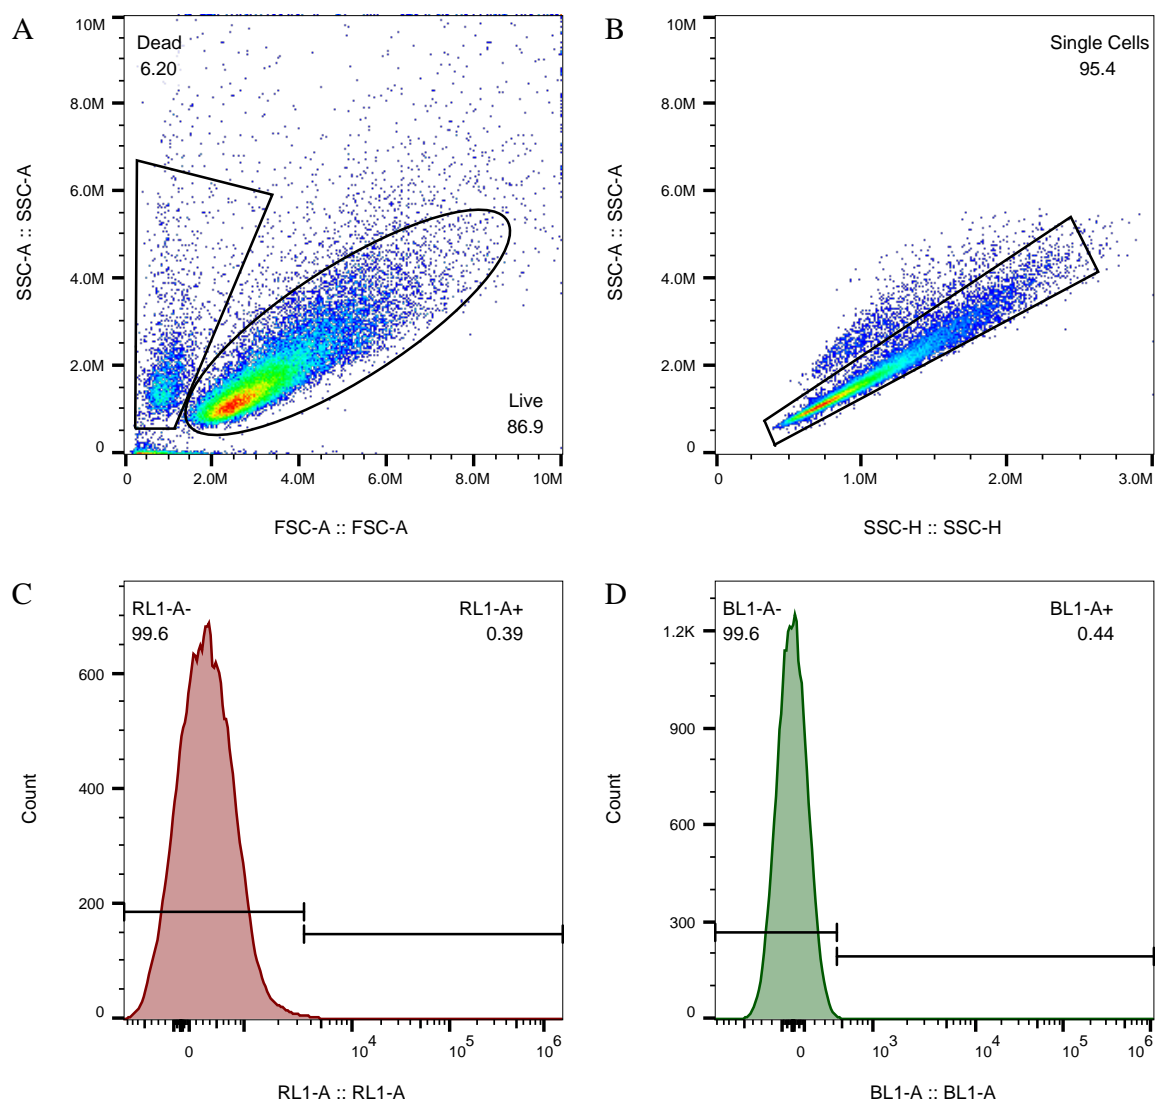 A
Dead
6.20
10M
8.0M
6.0M
4.0M
2.0M
0
SSC-A :: SSC-A
Live
86.9
0
2.0M
4.0M
6.0M
8.0M
10M
FSC-A :: FSC-A
B
Single Cells
95.4
10M
8.0M
6.0M
4.0M
2.0M
0
SSC-A :: SSC-A
0
1.0M
2.0M
3.0M
SSC-H :: SSC-H
C
RL1-A-
99.6
RL1-A+
0.39
600
400
200
0
Count
0
10^4
10^5
10^6
RL1-A :: RL1-A
D
BL1-A-
99.6
BL1-A+
0.44
1.2K
900
600
300
0
Count
0
10^3
10^4
10^5
10^6
BL1-A :: BL1-A